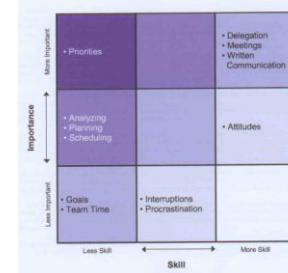 More Important
Importance
Less Important
• Priorities
• Delegation
• Meetings
• Written
Communication
• Analyzing
• Planning
• Scheduling
• Attitudes
• Goals
• Team Time
• Interruptions
• Procrastination
Less Skill
More Skill
Skill